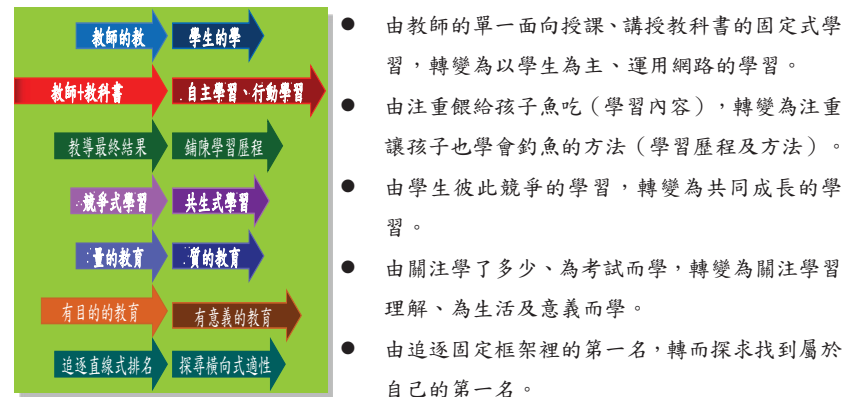 教師的教 學生的學
教師+教科書 自主學習、行動學習
教導最終結果 鋪陳學習歷程
競爭式學習 共生式學習
量的教育 質的教育
有目的的教育 有意義的教育
追逐直線式排名 探尋橫向式適性
● 由教師的單一面向授課、講授教科書的固定式學
習，轉變為以學生為主、運用網路的學習。
● 由注重餵給孩子魚吃（學習內容），轉變為注重
讓孩子也學會釣魚的方法（學習歷程及方法）。
● 由學生彼此競爭的學習，轉變為共同成長的學
習。
● 由關注學了多少、為考試而學，轉變為關注學習
理解、為生活及意義而學。
● 由追逐固定框架裡的第一名，轉而探求找到屬於
自己的第一名。